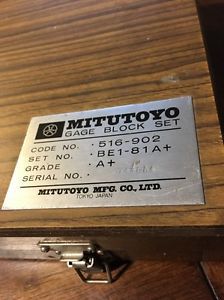 MITUTOYO
GAGE BLOCK SET
CODE NO. · 516-902
SET NO. · BE1-81A+
GRADE · A+
SERIAL NO. ·
MITUTOYO MFG. CO., LTD.
TOKYO JAPAN